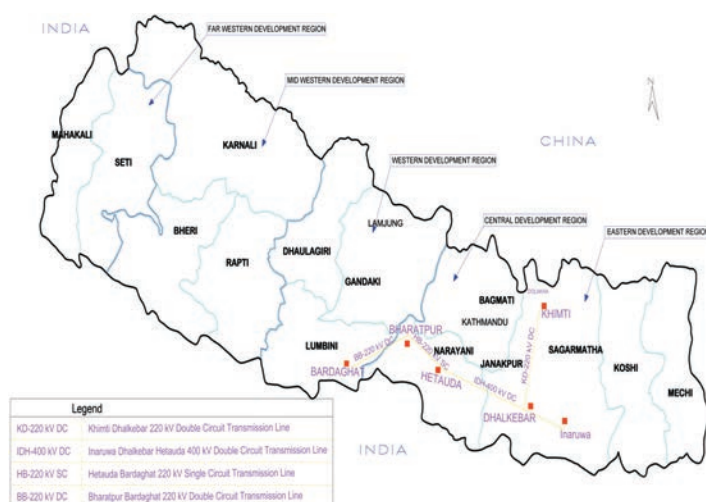 INDIA
FAR WESTERN DEVELOPMENT REGION
MID WESTERN DEVELOPMENT REGION
N
CHINA
MAHAKALI
SETI
KARNALI
WESTERN DEVELOPMENT REGION
LAMJUNG
CENTRAL DEVELOPMENT REGION
EASTERN DEVELOPMENT REGION
BHERI
RAPTI
DHAULAGIRI
GANDAKI
BAGMATI
KATHMANDU
KHIMTI
LUMBINI
BHARATPUR
BB-220 kV DC
HB-220 kV SC
NARAYANI
JANAKPUR
KD-220 kV DC
SAGARMATHA
KOSHI
MECHI
BARDAGHAT
HETAUDA
IDH-400 kV DC
DHALKEBAR
Inaruwa
INDIA
Legend
KD-220 kV DC Khimti Dhalkebar 220 kV Double Circuit Transmission Line
IDH-400 kV DC Inaruwa Dhalkebar Hetauda 400 kV Double Circuit Transmission Line
HB-220 kV SC Hetauda Bardaghat 220 kV Single Circuit Transmission Line
BB-220 kV DC Bharatpur Bardaghat 220 kV Double Circuit Transmission Line